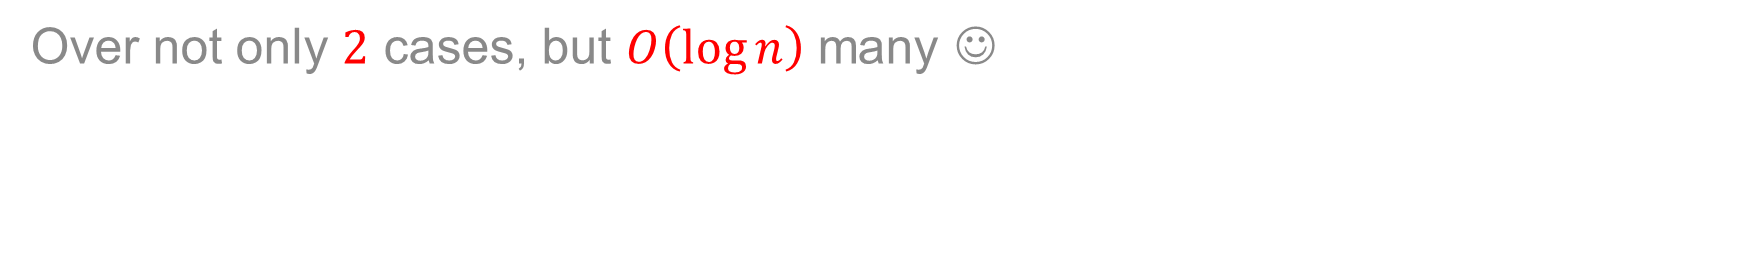 Over not only 2 cases, but O(log n) many ☺